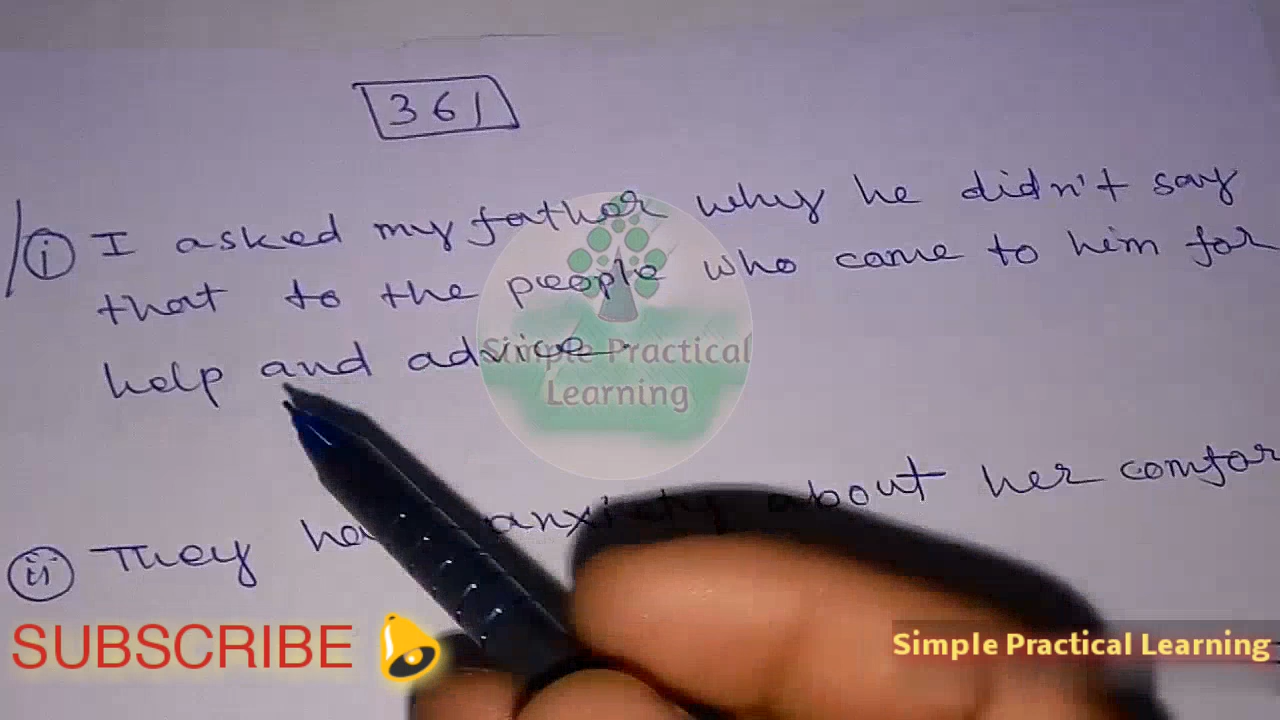 361
(i) I asked my father why he didn't say
that to the people who came to him for
help and advice.
Simple Practical
Learning
(ii) They anxiety about her comfor
SUBSCRIBE
Simple Practical Learning